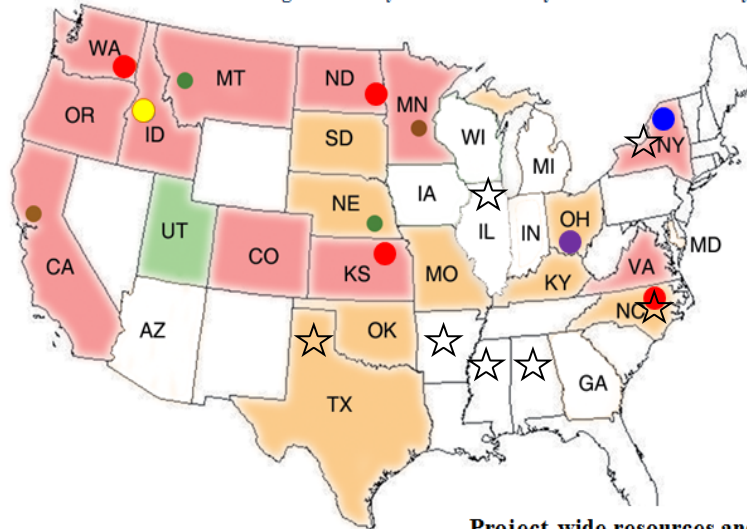 WA
MT
ND
MN
OR
ID
SD
WI
NY
MI
IA
NE
UT
OH
IL
IN
MD
CO
KS
MO
KY
VA
CA
NC
AZ
OK
GA
TX
Project-wide resources an